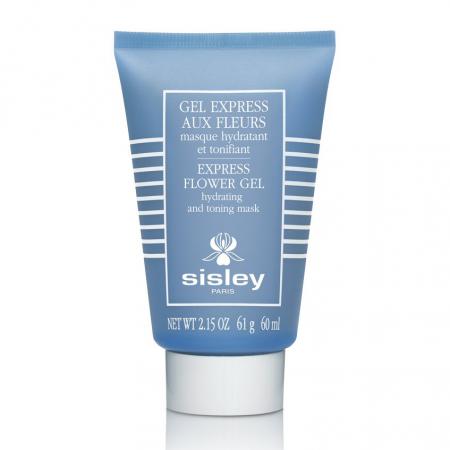 GEL EXPRESS
AUX FLEURS
masque hydratant
et tonifiant
EXPRESS
FLOWER GEL
hydrating
and toning mask
sisley
PARIS
NET WT 2.15 OZ 61 g 60 ml